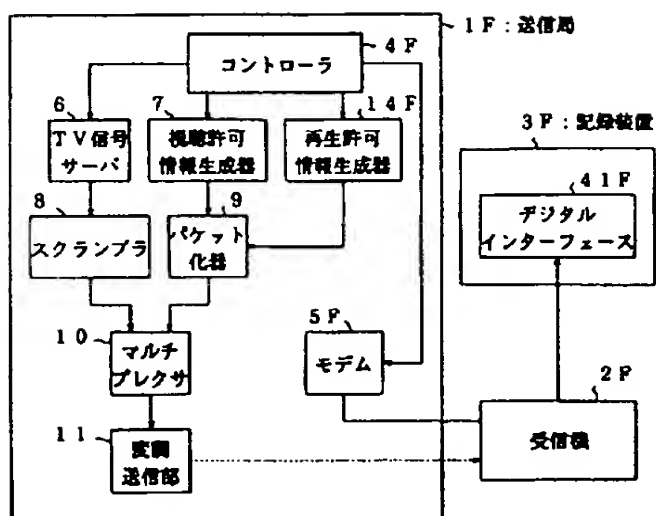 1F:送信局
4F
コントローラ
6
TV信号
サーバ
7
視聴許可
情報生成器
14F
再生許可
情報生成器
3F:記録装置
41F
デジタル
インターフェース
8
スクランブラ
9
パケット
化器
10
マルチ
プレクサ
5F
モデム
2F
受信機
11
変調
送信部